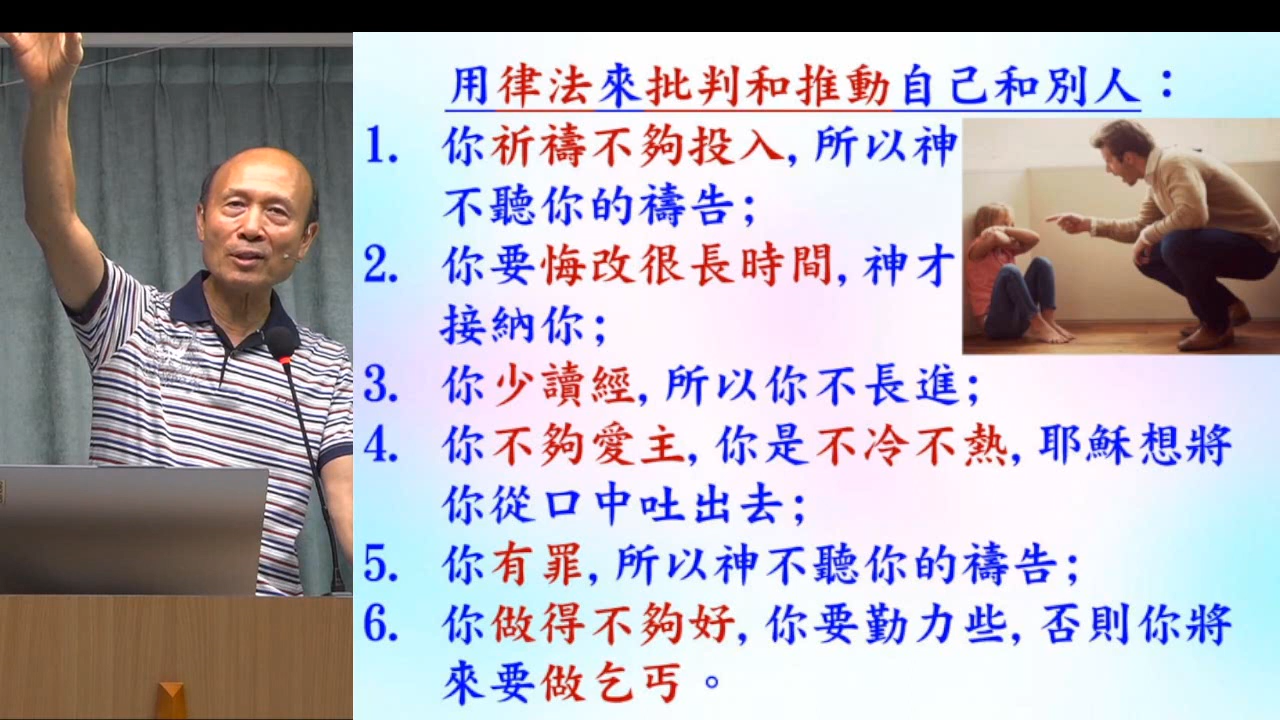 用律法來批判和推動自己和別人：
1. 你祈禱不夠投入,所以神
不聽你的禱告;
2. 你要悔改很長時間,神才
接納你;
3. 你少讀經,所以你不長進;
4. 你不夠愛主,你是不冷不熱,耶穌想將
你從口中吐出去;
5. 你有罪,所以神不聽你的禱告;
6. 你做得不夠好,你要勤力些,否則你將
來要做乞丐。